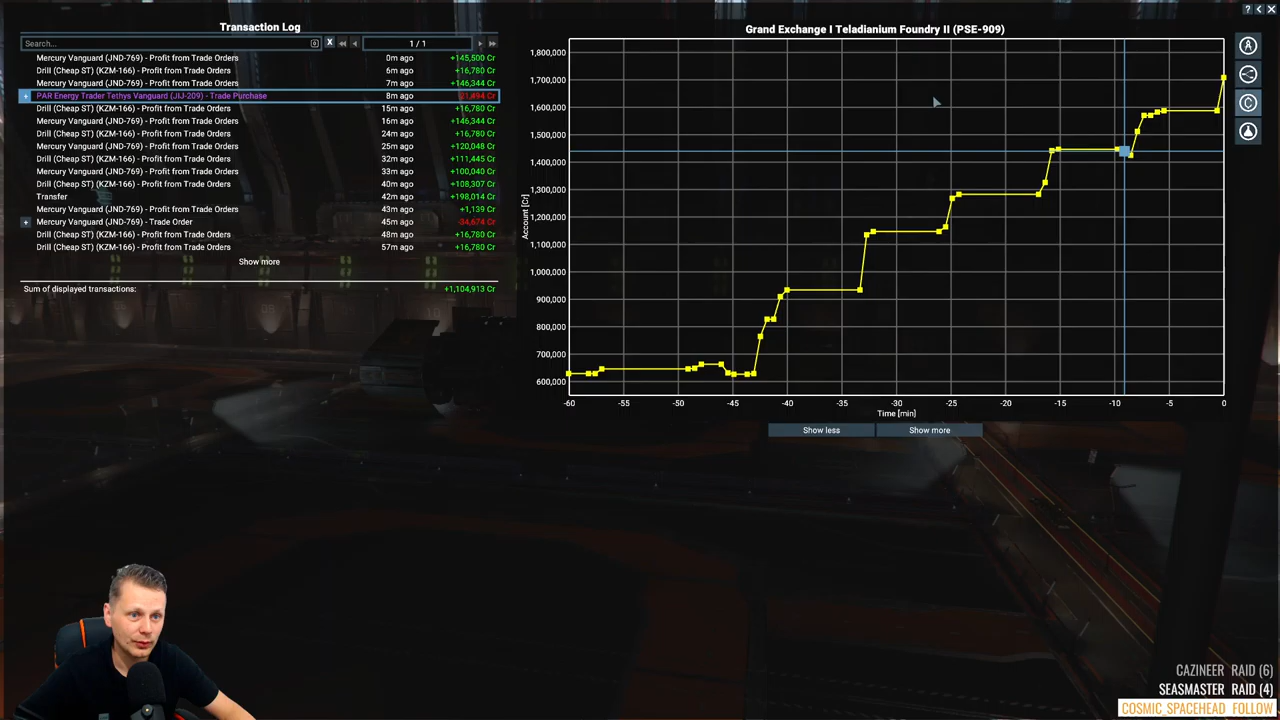 Transaction Log
Search...
X
1 / 1
Mercury Vanguard (JND-769) - Profit from Trade Orders 0m ago +145,500 Cr
Drill (Cheap ST) (KZM-166) - Profit from Trade Orders 6m ago +16,780 Cr
Mercury Vanguard (JND-769) - Profit from Trade Orders 7m ago +146,344 Cr
+ PAR Energy Trader Tethys Vanguard (JIJ-209) - Trade Purchase 8m ago -21,494 Cr
Drill (Cheap ST) (KZM-166) - Profit from Trade Orders 15m ago +16,780 Cr
Mercury Vanguard (JND-769) - Profit from Trade Orders 16m ago +146,344 Cr
Drill (Cheap ST) (KZM-166) - Profit from Trade Orders 24m ago +16,780 Cr
Mercury Vanguard (JND-769) - Profit from Trade Orders 25m ago +120,048 Cr
Drill (Cheap ST) (KZM-166) - Profit from Trade Orders 32m ago +111,445 Cr
Mercury Vanguard (JND-769) - Profit from Trade Orders 33m ago +100,040 Cr
Drill (Cheap ST) (KZM-166) - Profit from Trade Orders 40m ago +108,307 Cr
Transfer 42m ago +198,014 Cr
Mercury Vanguard (JND-769) - Profit from Trade Orders 43m ago +1,139 Cr
+ Mercury Vanguard (JND-769) - Trade Order 45m ago -34,674 Cr
Drill (Cheap ST) (KZM-166) - Profit from Trade Orders 48m ago +16,780 Cr
Drill (Cheap ST) (KZM-166) - Profit from Trade Orders 57m ago +16,780 Cr
Show more
Sum of displayed transactions: +1,104,913 Cr
Grand Exchange I Teladianium Foundry II (PSE-909)
1,800,000
1,700,000
1,600,000
1,500,000
1,400,000
1,300,000
1,200,000
1,100,000
1,000,000
900,000
800,000
700,000
600,000
Account [Cr]
-60 -55 -50 -45 -40 -35 -30 -25 -20 -15 -10 -5 0
Time [min]
Show less Show more
? < X
CAZINEER RAID (6)
SEASMASTER RAID (4)
COSMIC_SPACEHEAD FOLLOW